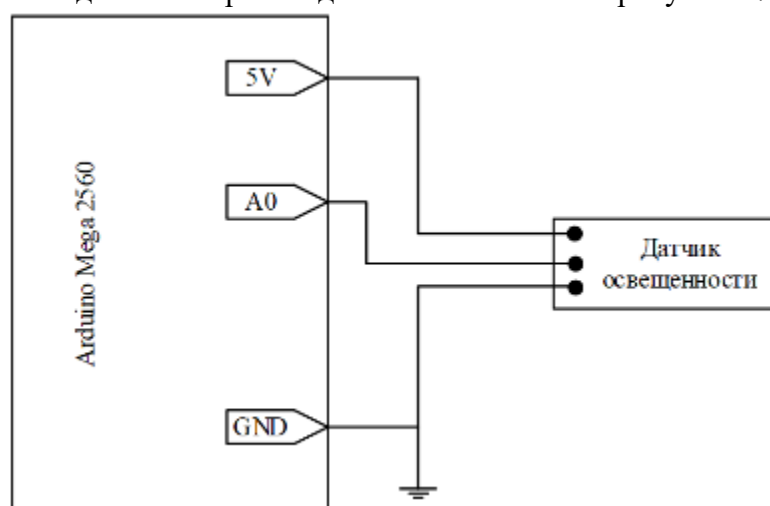 5V
A0
Arduino Mega 2560
Датчик
освещенности
GND